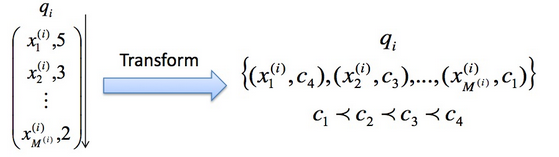 q_i
x_1^{(i)},5
x_2^{(i)},3
⋮
x_{M^{(i)}}^{(i)},2
Transform
q_i
{(x_1^{(i)},c_4),(x_2^{(i)},c_3),...,(x_{M^{(i)}}^{(i)},c_1)}
c_1 ≺ c_2 ≺ c_3 ≺ c_4